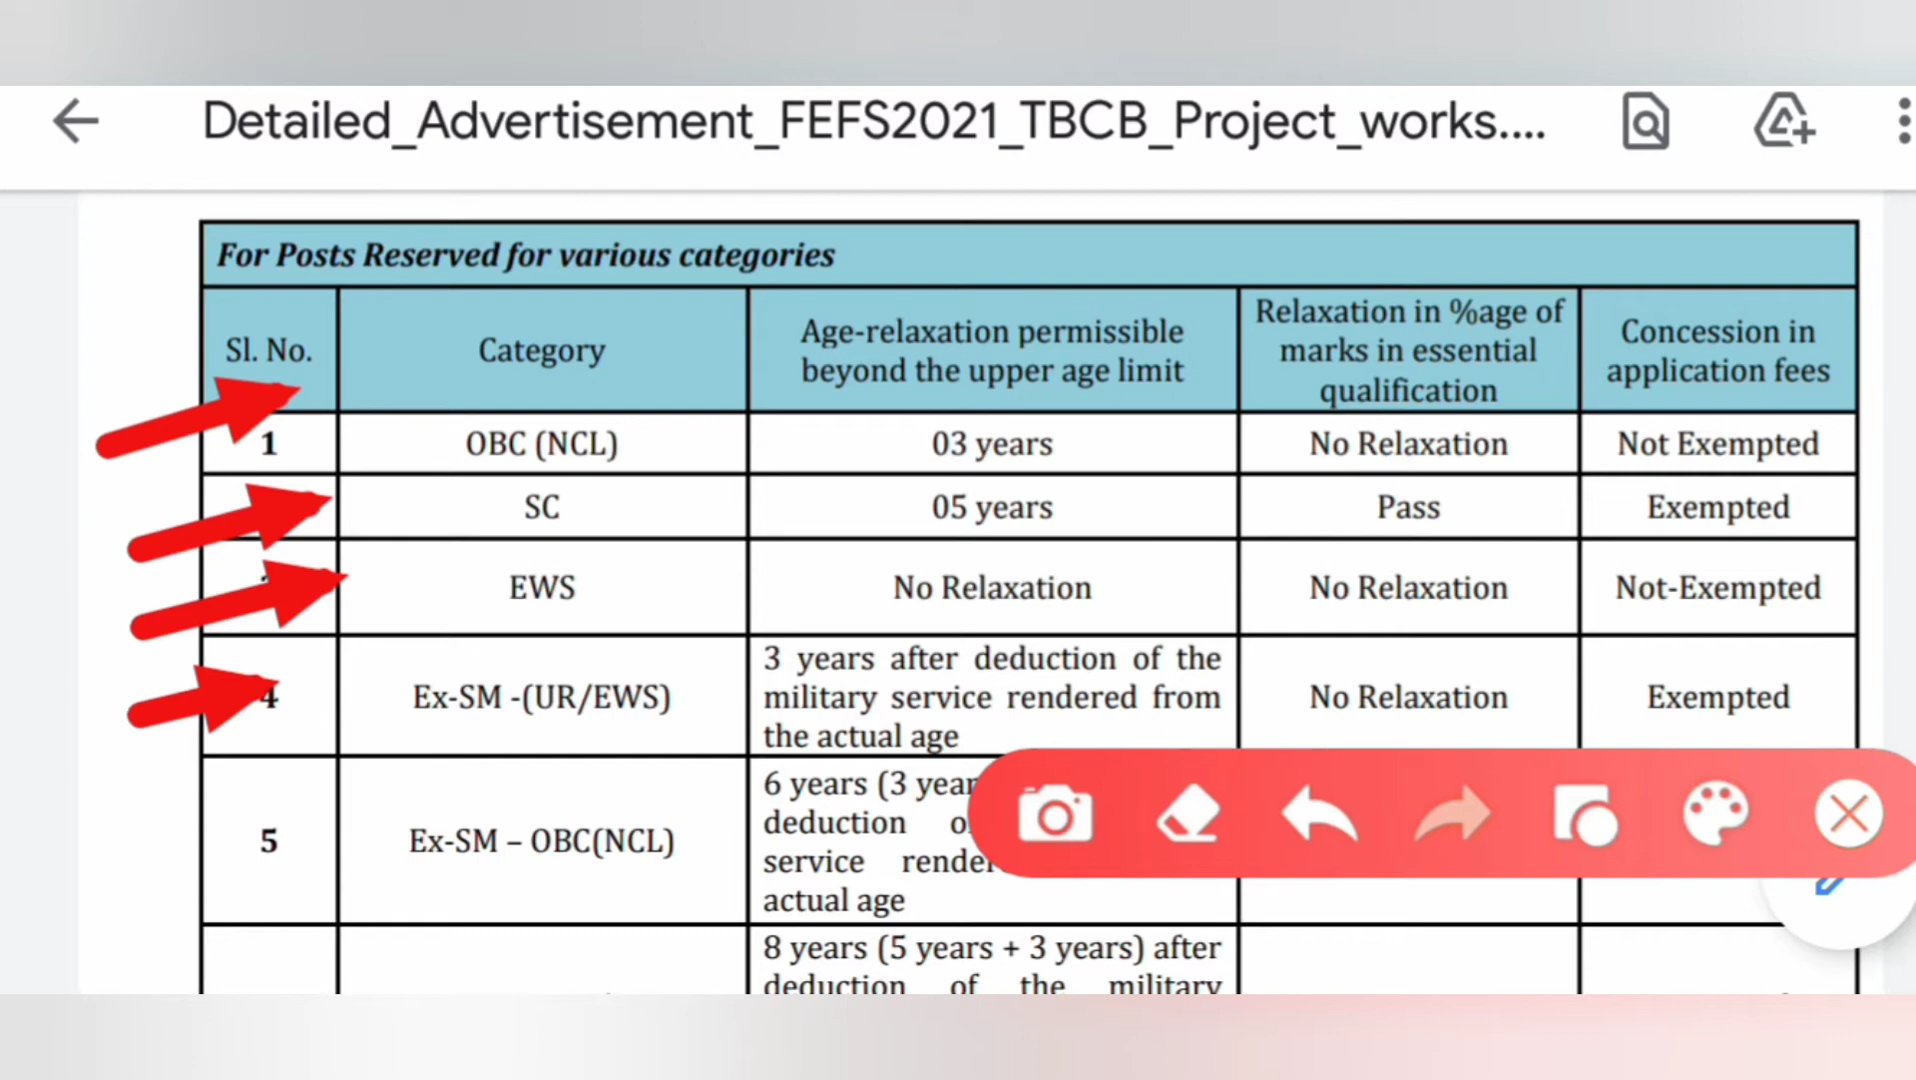 Detailed_Advertisement_FEFS2021_TBCB_Project_works....
For Posts Reserved for various categories
Sl. No.
Category
Age-relaxation permissible
beyond the upper age limit
Relaxation in %age of
marks in essential
qualification
Concession in
application fees
1
OBC (NCL)
03 years
No Relaxation
Not Exempted
SC
05 years
Pass
Exempted
EWS
No Relaxation
No Relaxation
Not-Exempted
4
Ex-SM -(UR/EWS)
3 years after deduction of the
military service rendered from
the actual age
No Relaxation
Exempted
5
Ex-SM – OBC(NCL)
6 years (3
deduction
service
actual age
8 years (5 years + 3 years) after
deduction of the military